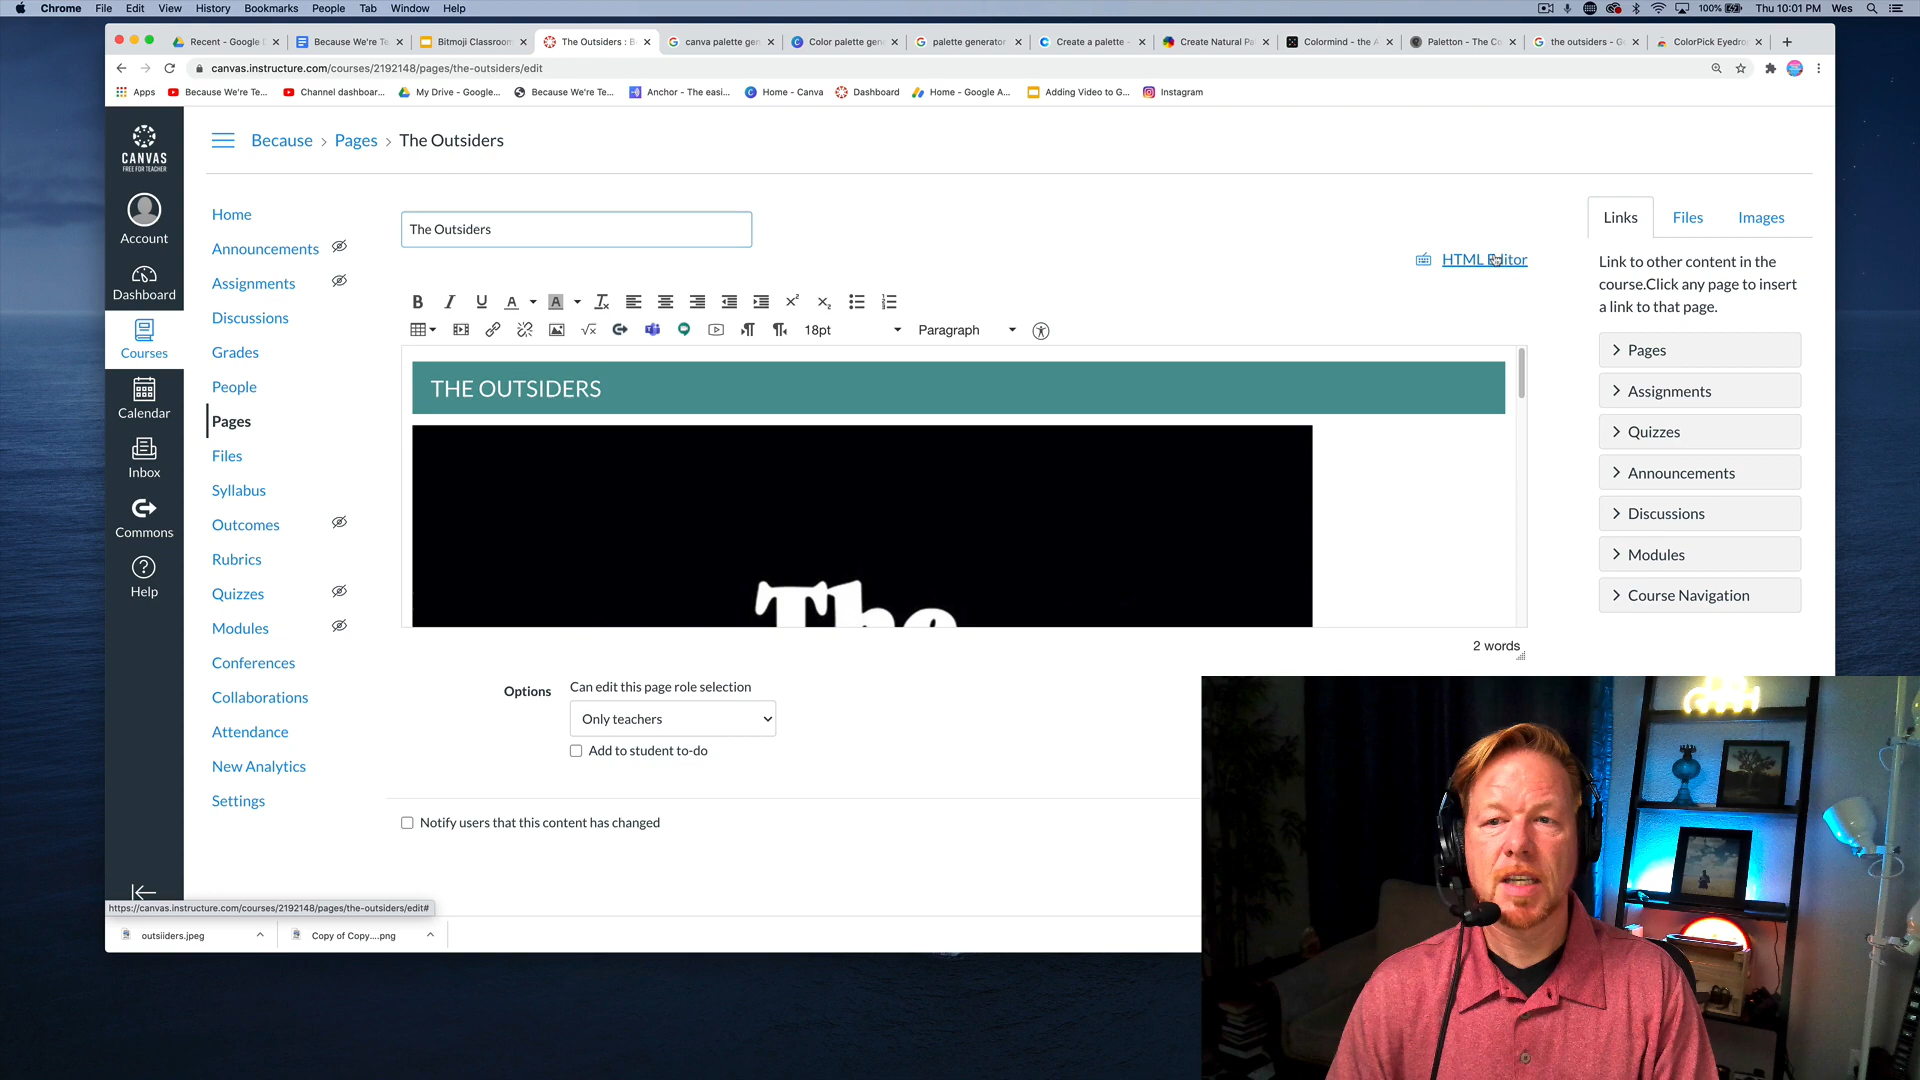 Chrome File Edit View History Bookmarks People Tab Window Help
100% Thu 10:01 PM Wes
Recent - Google D
Because We're Te
Bitmoji Classroom
The Outsiders : B
canva palette gen
Color palette gen
palette generator
Create a palette -
Create Natural Pa
Colormind - the A
Paletton - The Co
the outsiders - G
ColorPick Eyedro
canvas.instructure.com/courses/2192148/pages/the-outsiders/edit
Apps
Because We're Te...
Channel dashboar...
My Drive - Google...
Because We're Te...
Anchor - The easi...
Home - Canva
Dashboard
Home - Google A...
Adding Video to G...
Instagram
CANVAS
FREE FOR TEACHER
Account
Dashboard
Courses
Calendar
Inbox
Commons
Help
Because > Pages > The Outsiders
Home
Announcements
Assignments
Discussions
Grades
People
Pages
Files
Syllabus
Outcomes
Rubrics
Quizzes
Modules
Conferences
Collaborations
Attendance
New Analytics
Settings
The Outsiders
HTML Editor
18pt
Paragraph
THE OUTSIDERS
The
2 words
Options
Can edit this page role selection
Only teachers
Add to student to-do
Notify users that this content has changed
Links
Files
Images
Link to other content in the
course.Click any page to insert
a link to that page.
Pages
Assignments
Quizzes
Announcements
Discussions
Modules
Course Navigation
https://canvas.instructure.com/courses/2192148/pages/the-outsiders/edit#
outsiiders.jpeg
Copy of Copy....png